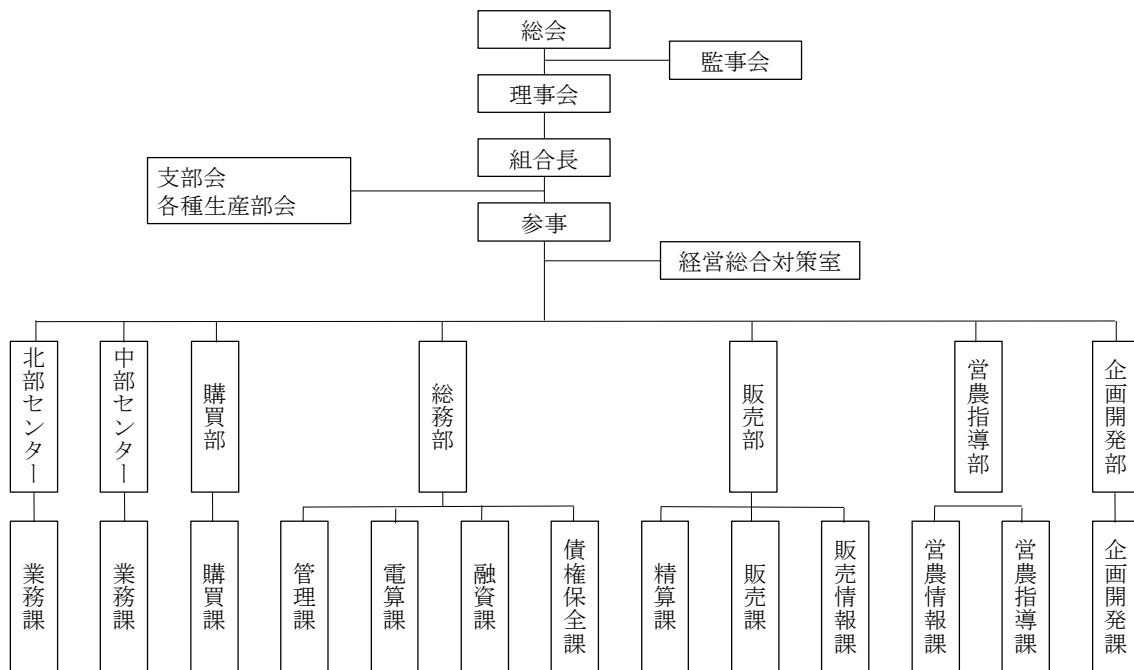 総会
監事会
理事会
組合長
支部会
各種生産部会
参事
経営総合対策室
北部センター
中部センター
購買部
総務部
販売部
営農指導部
企画開発部
業務課
業務課
購買課
管理課
電算課
融資課
債権保全課
精算課
販売課
販売情報課
営農情報課
営農指導課
企画開発課